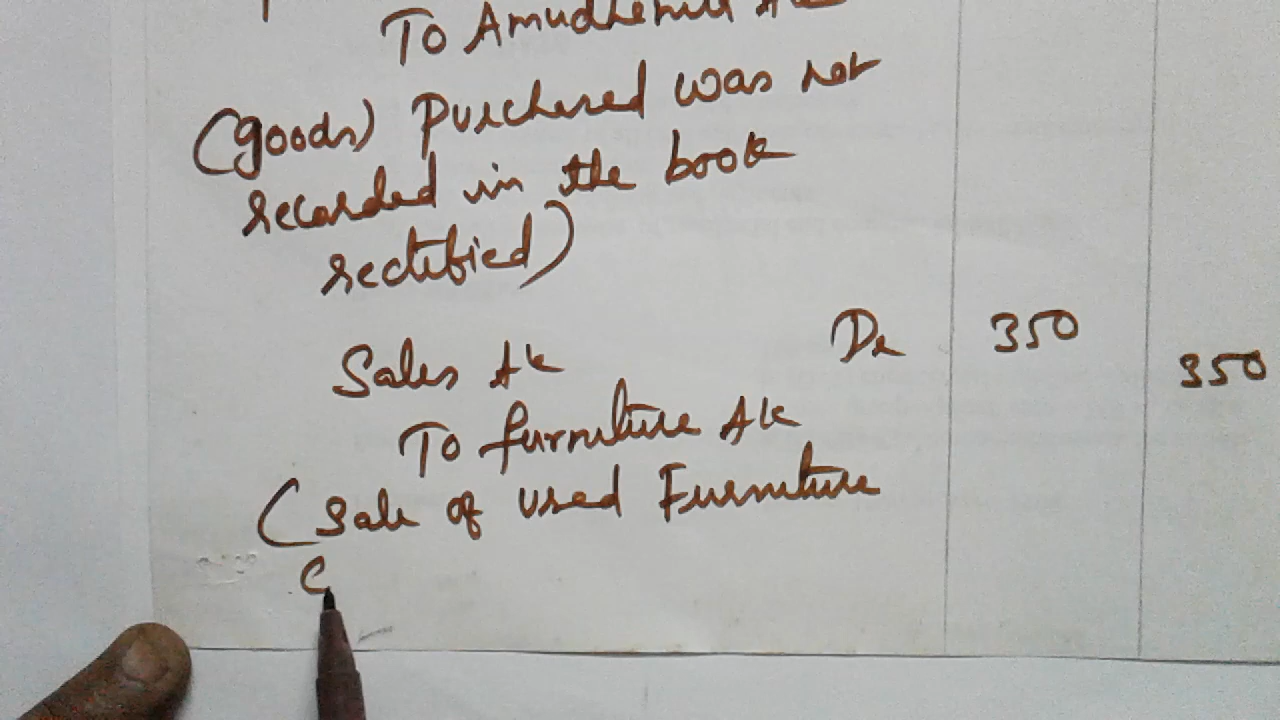 To
(goods) Purchased was not
recorded in the book
rectified)
Sales A/c Dr 350
350
To furniture A/c
(Sale of used Furniture
C